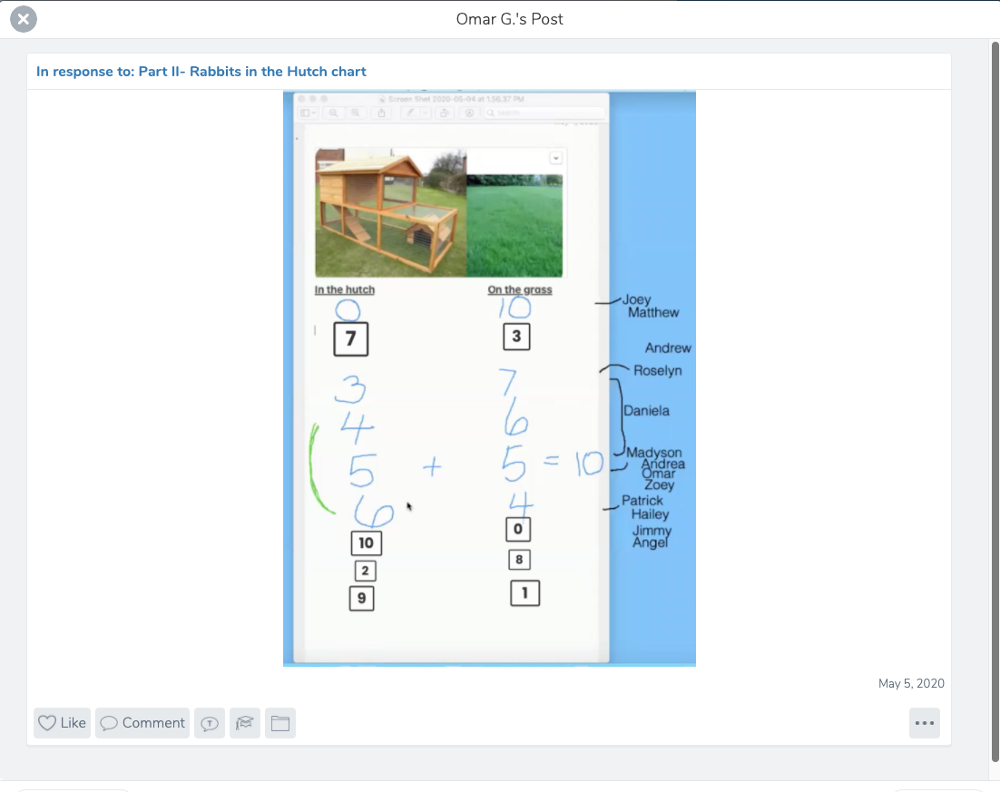 Omar G.'s Post
In response to: Part II- Rabbits in the Hutch chart
Screen Shot 2020-05-04 at 1.56.37 PM
Search
In the hutch On the grass
0 10
Joey
Matthew
7 3
Andrew
Roselyn
3 7
Daniela
4 6
Madyson
5 + 5 = 10
Andrea
Omar
Zoey
6 4
Patrick
Hailey
10 0
Jimmy
Angel
2 8
9 1
May 5, 2020
Like Comment T